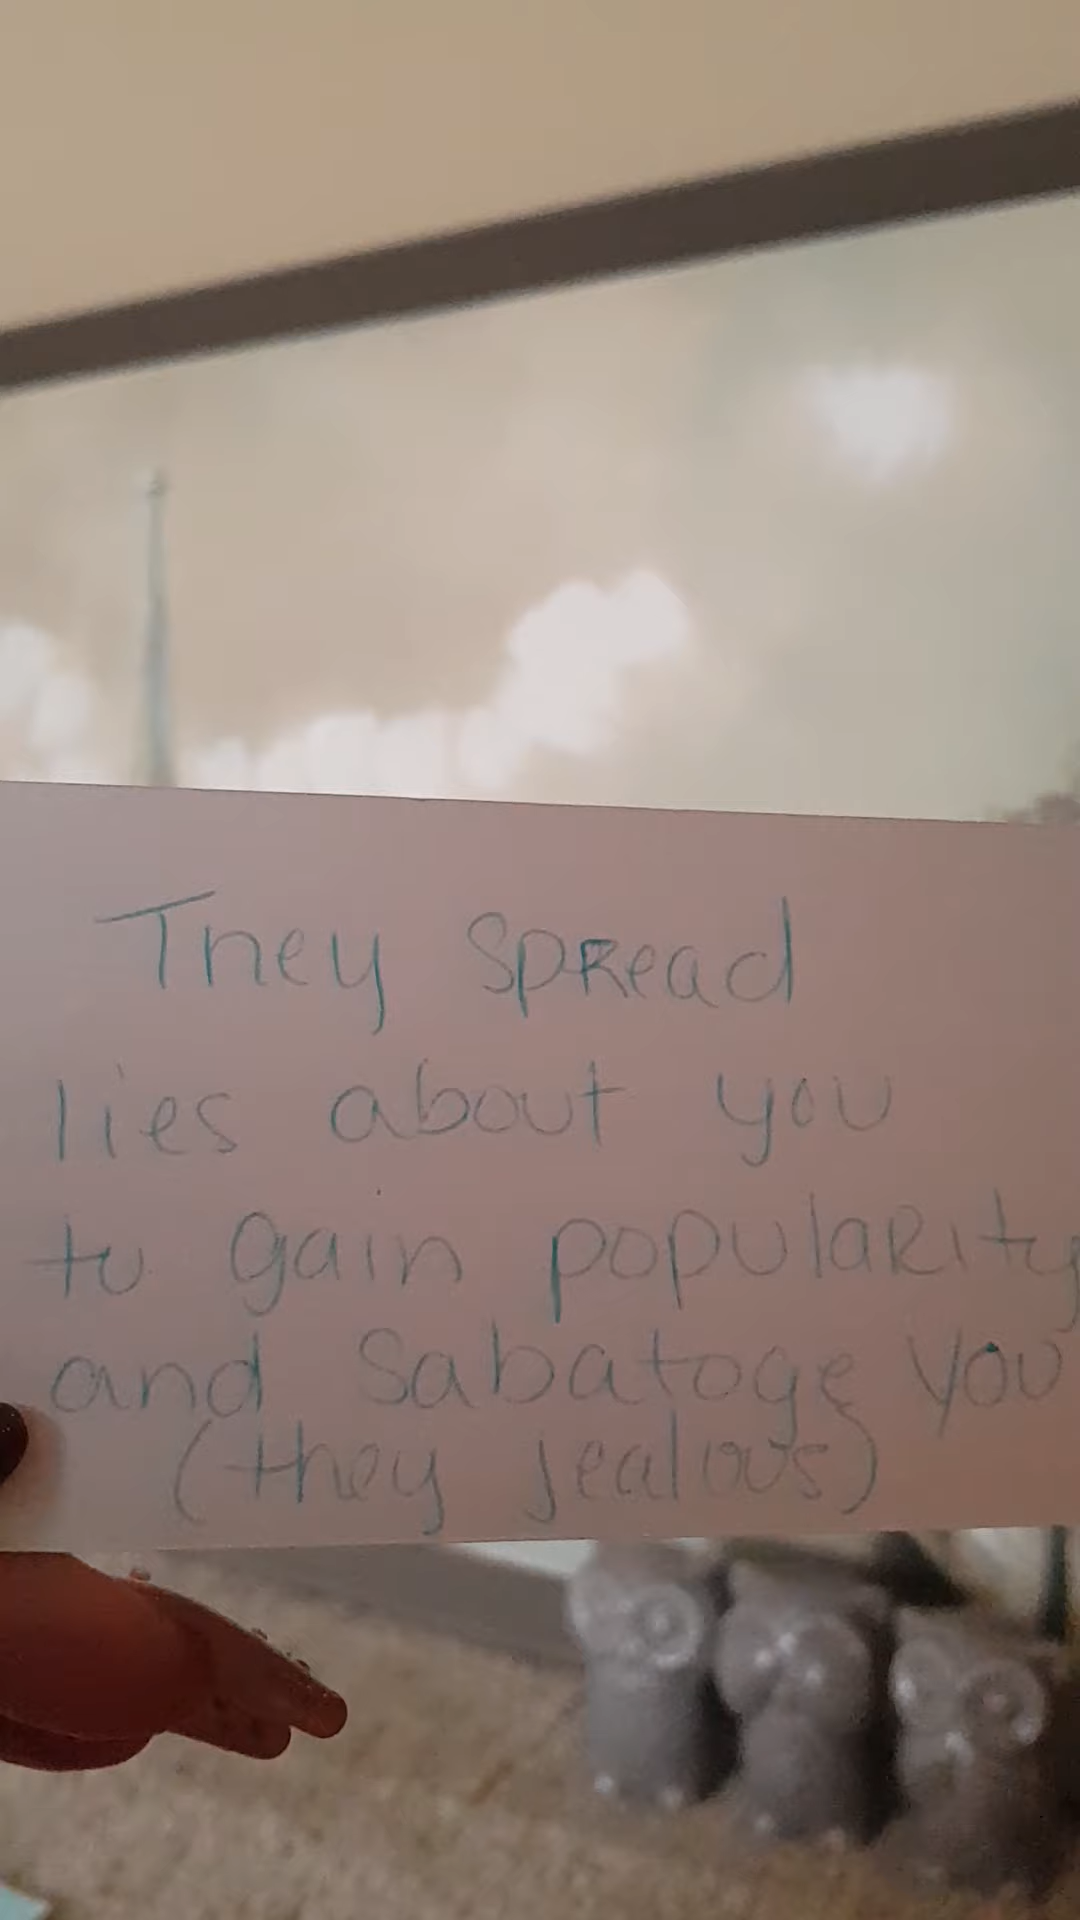 They spread
lies about you
to gain popularity
and Sabatoge you
(they jealous)